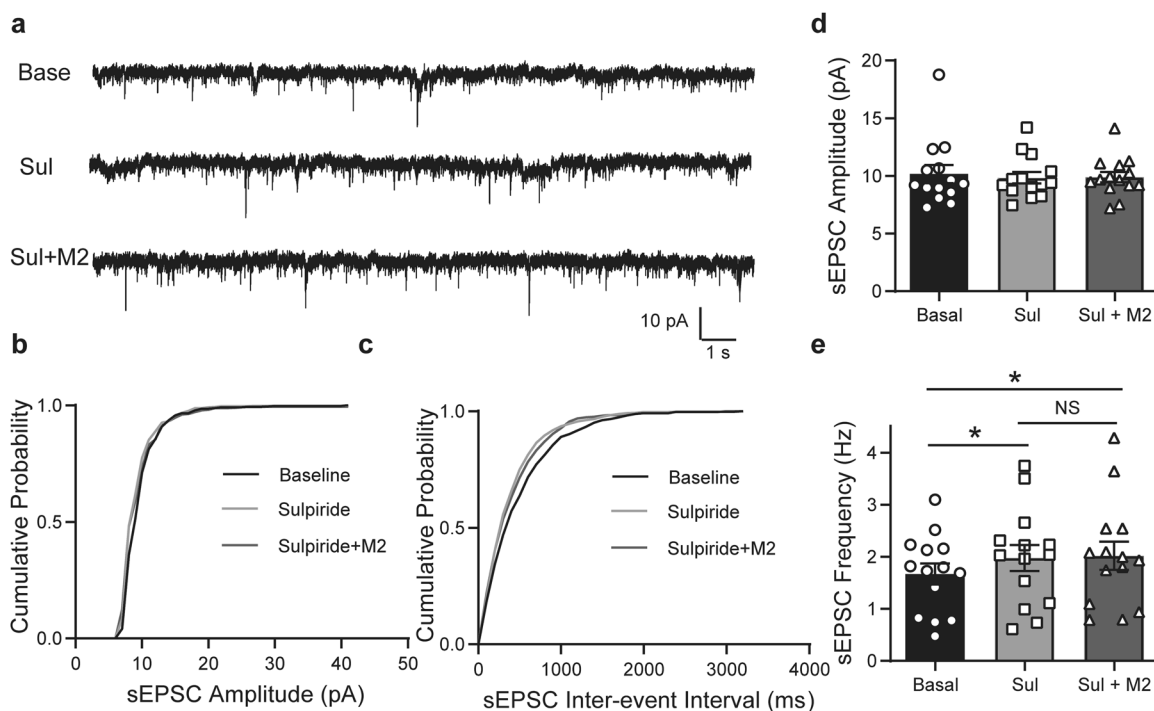 a
Base
Sul
Sul+M2
10 pA
1 s
b
Cumulative Probability
1.0
0.5
0.0
0
10
20
30
40
50
sEPSC Amplitude (pA)
Baseline
Sulpiride
Sulpiride+M2
c
Cumulative Probability
1.0
0.5
0.0
0
1000
2000
3000
4000
sEPSC Inter-event Interval (ms)
Baseline
Sulpiride
Sulpiride+M2
d
sEPSC Amplitude (pA)
20
15
10
5
0
Basal
Sul
Sul + M2
e
sEPSC Frequency (Hz)
*
NS
*
4
3
2
1
0
Basal
Sul
Sul + M2